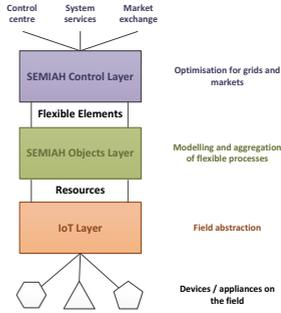 Control centre
System services
Market exchange
SEMIAH Control Layer
Optimisation for grids and
markets
Flexible Elements
SEMIAH Objects Layer
Modelling and aggregation
of flexible processes
Resources
IoT Layer
Field abstraction
Devices / appliances on
the field